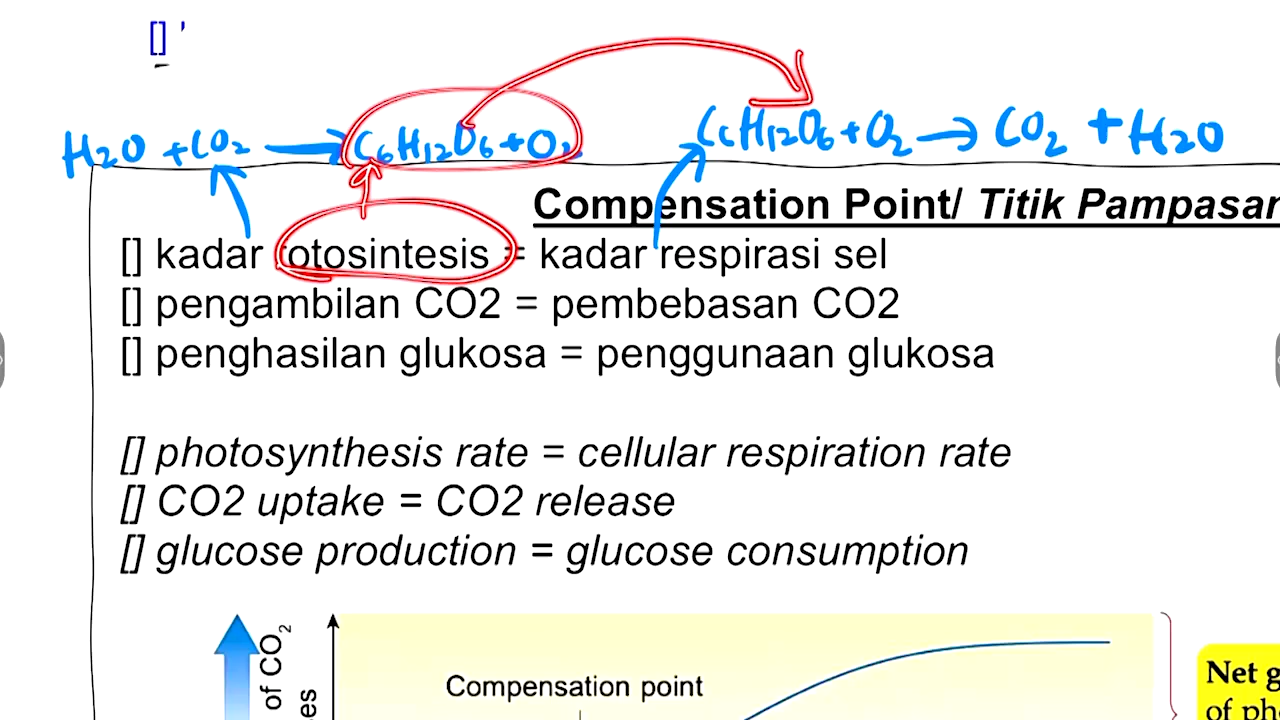 [] '
H2O + CO2 → C6H12O6 + O2 C6H12O6 + O2 → CO2 + H2O
Compensation Point/ Titik Pampasan
[] kadar fotosintesis = kadar respirasi sel
[] pengambilan CO2 = pembebasan CO2
[] penghasilan glukosa = penggunaan glukosa
[] photosynthesis rate = cellular respiration rate
[] CO2 uptake = CO2 release
[] glucose production = glucose consumption
of CO2
Compensation point
Net g
of pho